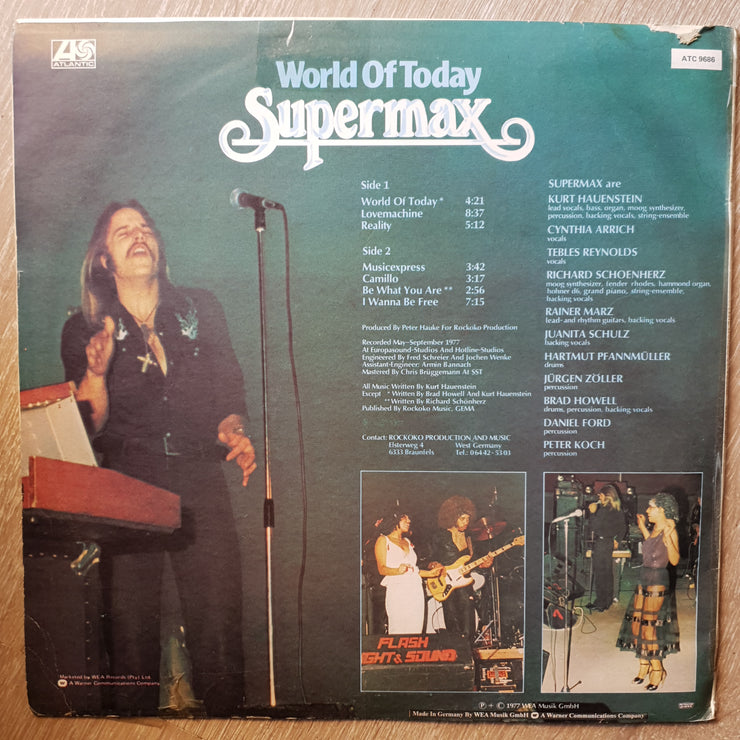 ATLANTIC
ATC 9686
World Of Today
Supermax
Side 1
World Of Today * 4:21
Lovemachine 8:37
Reality 5:12
Side 2
Musicexpress 3:42
Camillo 3:17
Be What You Are ** 2:56
I Wanna Be Free 7:15
Produced By Peter Hauke For Rockoko Production
Recorded May–September 1977
At Europasound-Studios And Hotline-Studios
Engineered By Fred Schreier And Jochen Wenke
Assistant-Engineer: Armin Bannach
Mastered By Chris Brüggemann At SST
All Music Written By Kurt Hauenstein
Except * Written By Brad Howell And Kurt Hauenstein
** Written By Richard Schönherz
Published By Rockoko Music, GEMA
Contact: ROCKOKO PRODUCTION AND MUSIC
Elsterweg 4 West Germany
6333 Braunfels Tel.: 0 64 42 - 53 03
SUPERMAX are
KURT HAUENSTEIN
lead vocals, bass, organ, moog synthesizer,
percussion, backing vocals, string-ensemble
CYNTHIA ARRICH
vocals
TEBLES REYNOLDS
vocals
RICHARD SCHOENHERZ
moog synthesizer, fender rhodes, hammond organ,
hohner d6, grand piano, string-ensemble,
backing vocals
RAINER MARZ
lead- and rhythm guitars, backing vocals
JUANITA SCHULZ
HARTMUT PFANNMÜLLER
drums
JÜRGEN ZÖLLER
percussion
BRAD HOWELL
drums, percussion, backing vocals
DANIEL FORD
percussion
PETER KOCH
percussion
FLASH
GHT & SOUND
Marketed by WEA Records (Pty) Ltd.
A Warner Communications Company
℗ + © 1977 WEA Musik GmbH
Made in Germany By WEA Musik GmbH A Warner Communications Company